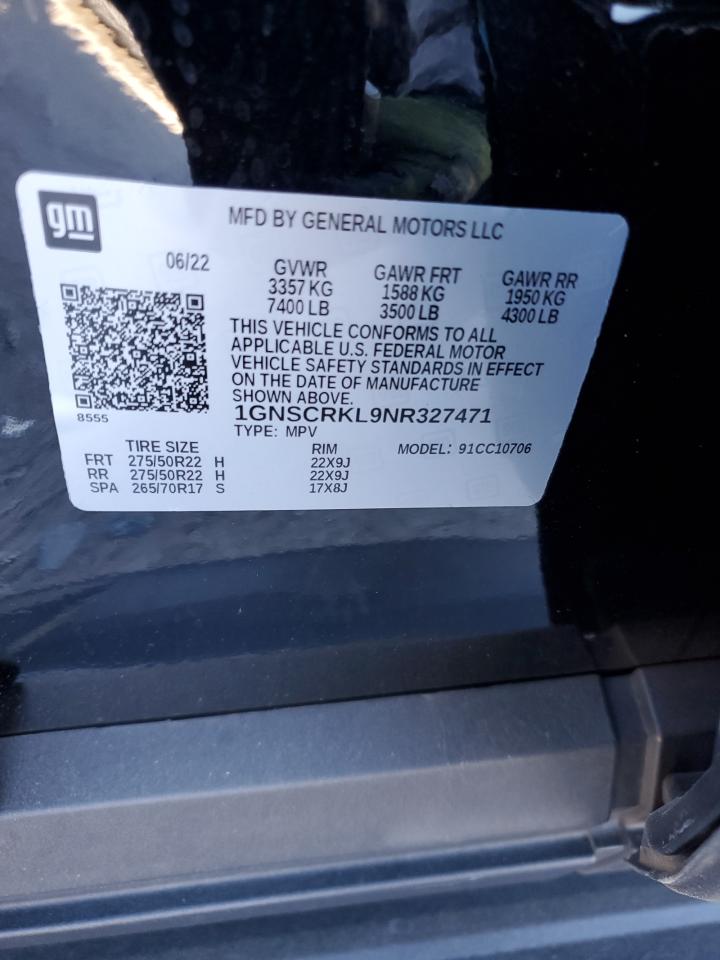 gm
MFD BY GENERAL MOTORS LLC
06/22
GVWR GAWR FRT GAWR RR
3357 KG 1588 KG 1950 KG
7400 LB 3500 LB 4300 LB
THIS VEHICLE CONFORMS TO ALL
APPLICABLE U.S. FEDERAL MOTOR
VEHICLE SAFETY STANDARDS IN EFFECT
ON THE DATE OF MANUFACTURE
SHOWN ABOVE.
8555
1GNSCRKL9NR327471
TYPE: MPV MODEL: 91CC10706
TIRE SIZE RIM
FRT 275/50R22 H 22X9J
RR 275/50R22 H 22X9J
SPA 265/70R17 S 17X8J